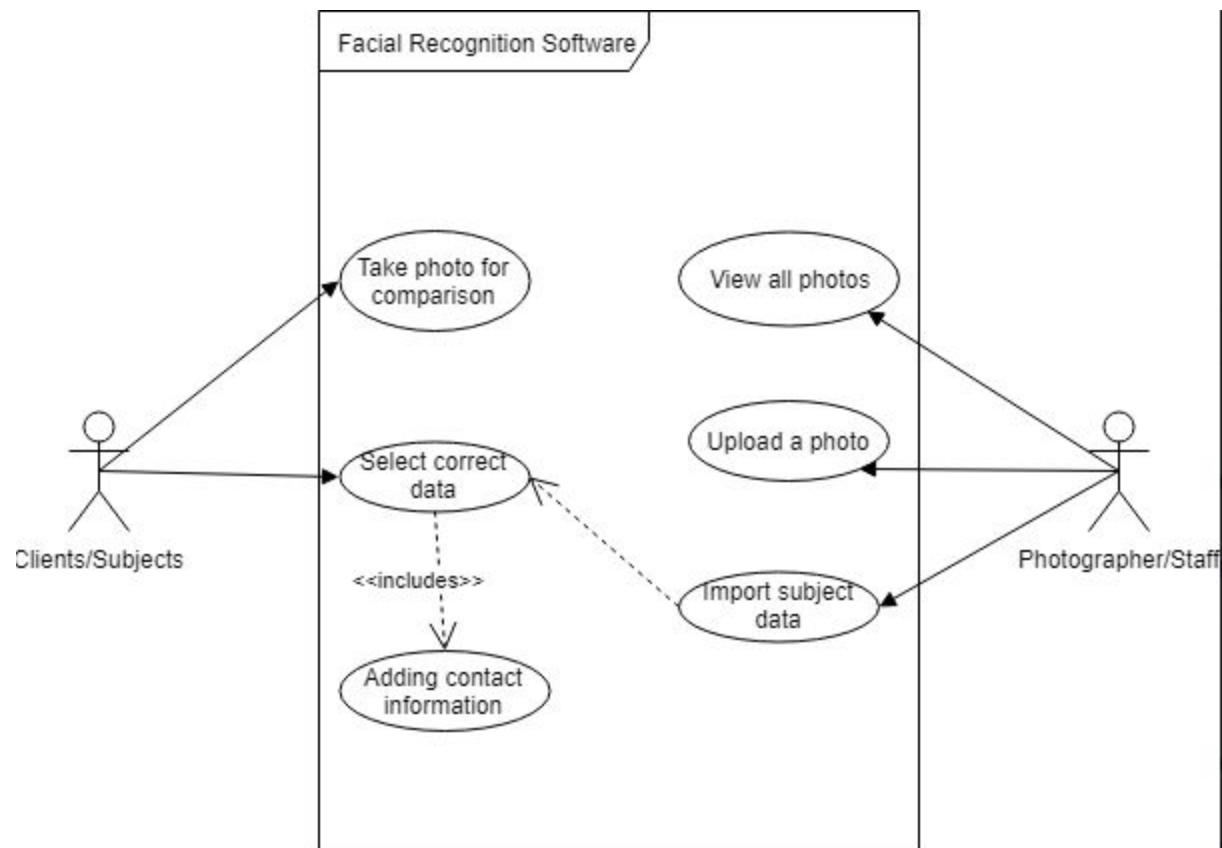 Facial Recognition Software
Take photo for
comparison
View all photos
Select correct
data
Upload a photo
Clients/Subjects
Photographer/Staff
<<includes>>
Import subject
data
Adding contact
information